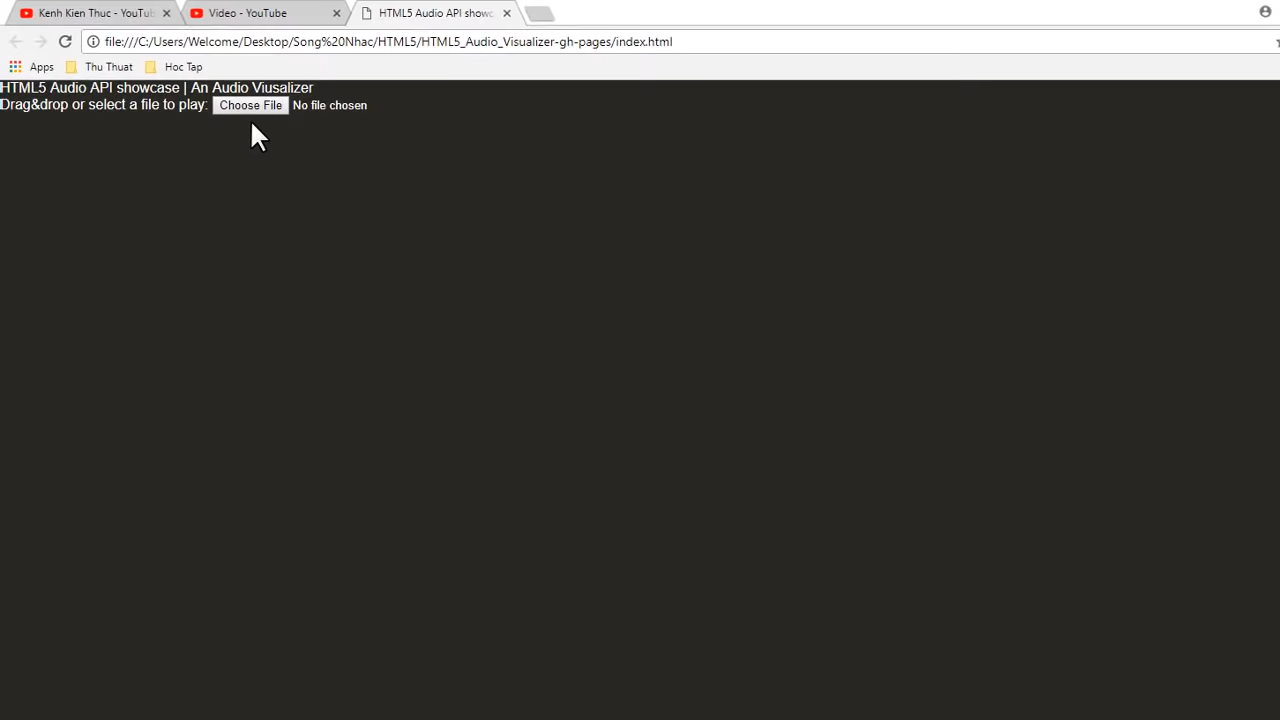 Kenh Kien Thuc - YouTub
Video - YouTube
HTML5 Audio API showc
file:///C:/Users/Welcome/Desktop/Song%20Nhac/HTML5/HTML5_Audio_Visualizer-gh-pages/index.html
Apps Thu Thuat Hoc Tap
HTML5 Audio API showcase | An Audio Viusalizer
Drag&drop or select a file to play: Choose File No file chosen